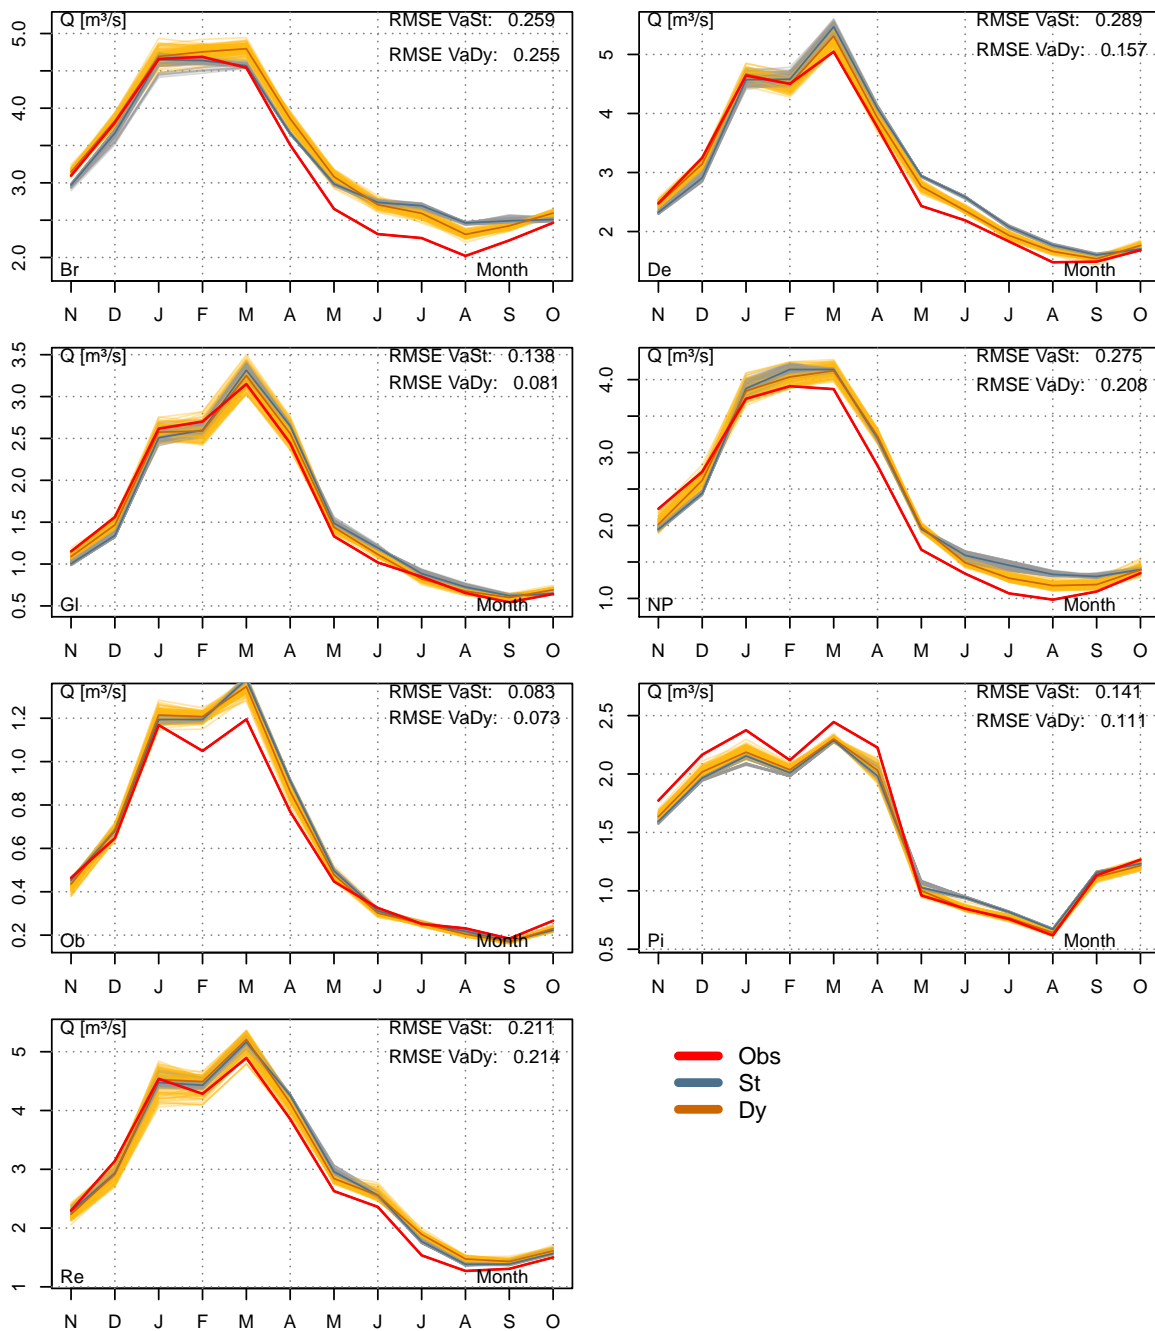 Q [m³/s]
RMSE VaSt: 0.259
RMSE VaDy: 0.255
5.0
4.0
3.0
2.0
Br
Month
N D J F M A M J J A S O
Q [m³/s]
RMSE VaSt: 0.289
RMSE VaDy: 0.157
5
4
3
2
De
Month
N D J F M A M J J A S O
Q [m³/s]
RMSE VaSt: 0.138
RMSE VaDy: 0.081
3.5
3.0
2.5
2.0
1.5
1.0
0.5
Gl
Month
N D J F M A M J J A S O
Q [m³/s]
RMSE VaSt: 0.275
RMSE VaDy: 0.208
4.0
3.0
2.0
1.0
NP
Month
N D J F M A M J J A S O
Q [m³/s]
RMSE VaSt: 0.083
RMSE VaDy: 0.073
1.2
1.0
0.8
0.6
0.4
0.2
Ob
Month
N D J F M A M J J A S O
Q [m³/s]
RMSE VaSt: 0.141
RMSE VaDy: 0.111
2.5
2.0
1.5
1.0
0.5
Pi
Month
N D J F M A M J J A S O
Q [m³/s]
RMSE VaSt: 0.211
RMSE VaDy: 0.214
5
4
3
2
1
Re
Month
N D J F M A M J J A S O
Obs
St
Dy